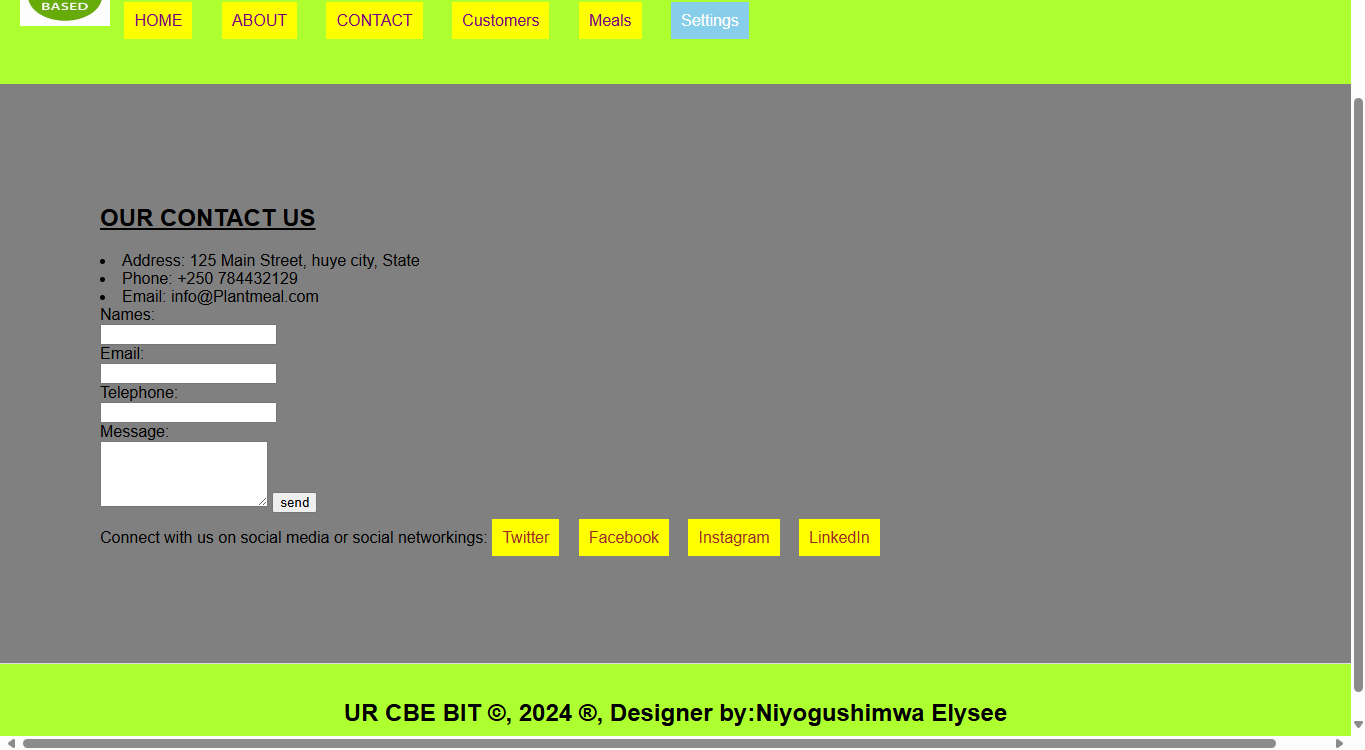 BASED
HOME ABOUT CONTACT Customers Meals Settings
OUR CONTACT US
• Address: 125 Main Street, huye city, State
• Phone: +250 784432129
• Email: info@Plantmeal.com
Names:
Email:
Telephone:
Message:
send
Connect with us on social media or social networkings: Twitter Facebook Instagram LinkedIn
UR CBE BIT ©, 2024 ®, Designer by:Niyogushimwa Elysee